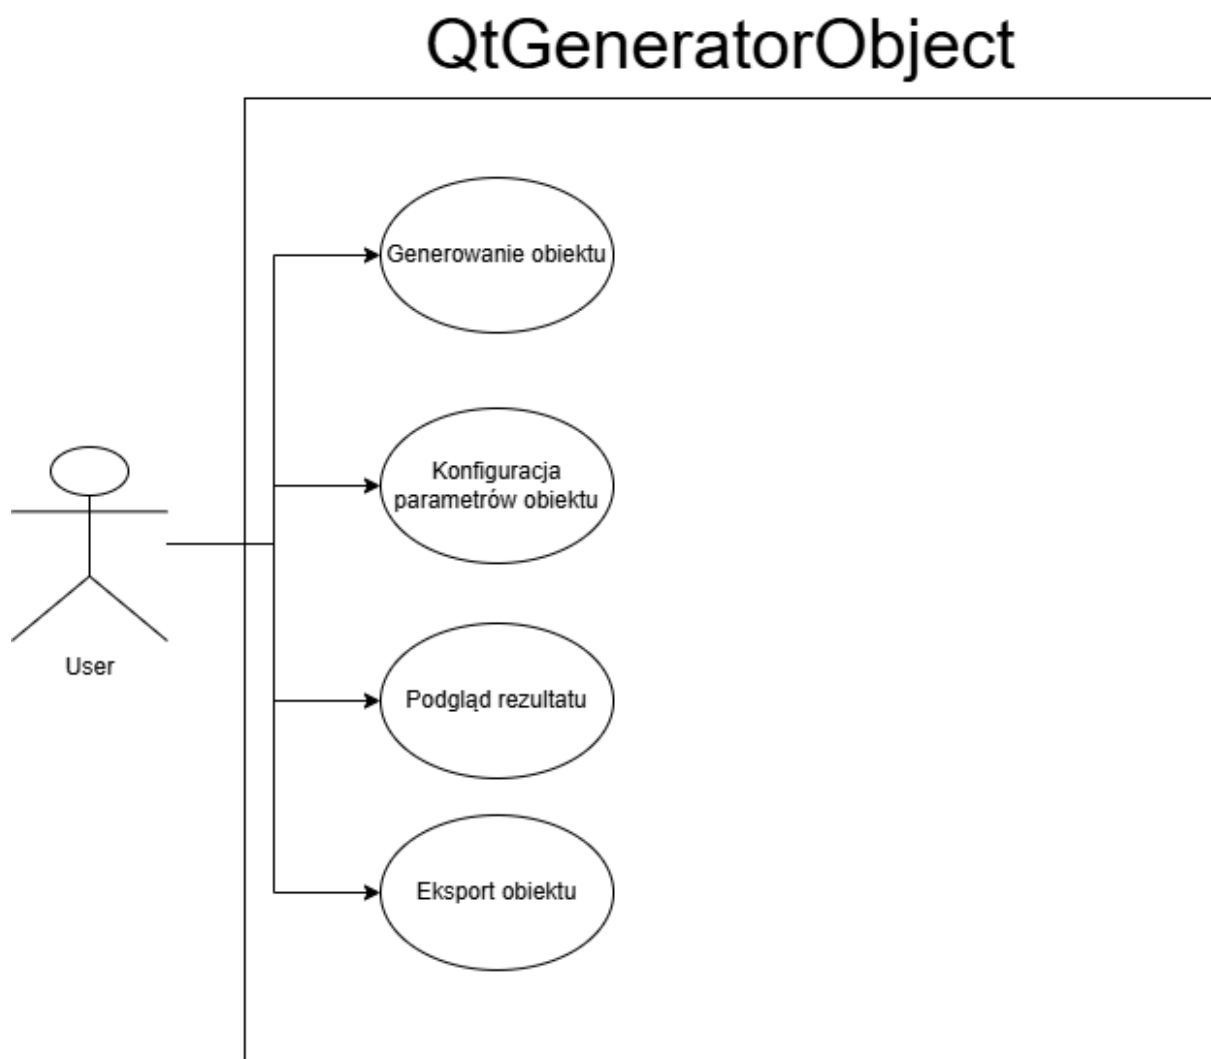 QtGeneratorObject
Generowanie obiektu
Konfiguracja
parametrów obiektu
User
Podgląd rezultatu
Eksport obiektu